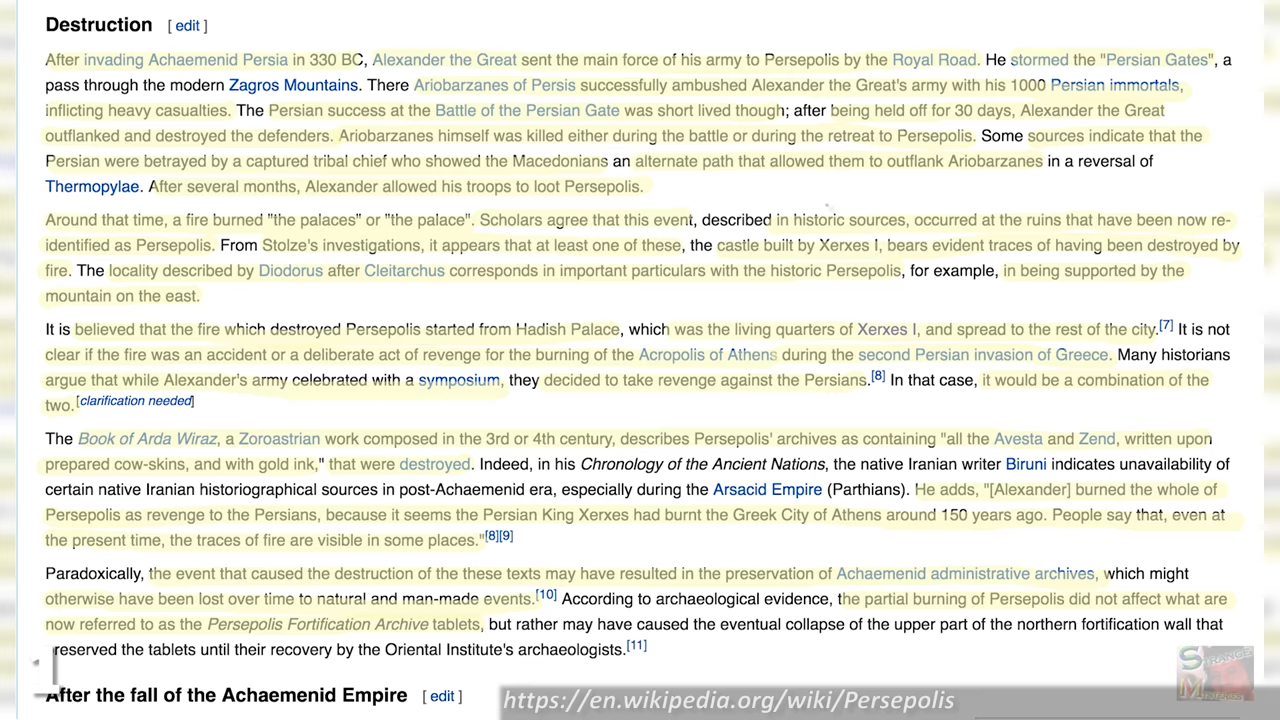 Destruction [ edit ]
After invading Achaemenid Persia in 330 BC, Alexander the Great sent the main force of his army to Persepolis by the Royal Road. He stormed the "Persian Gates", a
pass through the modern Zagros Mountains. There Ariobarzanes of Persis successfully ambushed Alexander the Great's army with his 1000 Persian immortals,
inflicting heavy casualties. The Persian success at the Battle of the Persian Gate was short lived though; after being held off for 30 days, Alexander the Great
outflanked and destroyed the defenders. Ariobarzanes himself was killed either during the battle or during the retreat to Persepolis. Some sources indicate that the
Persian were betrayed by a captured tribal chief who showed the Macedonians an alternate path that allowed them to outflank Ariobarzanes in a reversal of
Thermopylae. After several months, Alexander allowed his troops to loot Persepolis.
Around that time, a fire burned "the palaces" or "the palace". Scholars agree that this event, described in historic sources, occurred at the ruins that have been now re-
identified as Persepolis. From Stolze's investigations, it appears that at least one of these, the castle built by Xerxes I, bears evident traces of having been destroyed by
fire. The locality described by Diodorus after Cleitarchus corresponds in important particulars with the historic Persepolis, for example, in being supported by the
mountain on the east.
It is believed that the fire which destroyed Persepolis started from Hadish Palace, which was the living quarters of Xerxes I, and spread to the rest of the city.[7] It is not
clear if the fire was an accident or a deliberate act of revenge for the burning of the Acropolis of Athens during the second Persian invasion of Greece. Many historians
argue that while Alexander's army celebrated with a symposium, they decided to take revenge against the Persians.[8] In that case, it would be a combination of the
two.[clarification needed]
The Book of Arda Wiraz, a Zoroastrian work composed in the 3rd or 4th century, describes Persepolis' archives as containing "all the Avesta and Zend, written upon
prepared cow-skins, and with gold ink," that were destroyed. Indeed, in his Chronology of the Ancient Nations, the native Iranian writer Biruni indicates unavailability of
certain native Iranian historiographical sources in post-Achaemenid era, especially during the Arsacid Empire (Parthians). He adds, "[Alexander] burned the whole of
Persepolis as revenge to the Persians, because it seems the Persian King Xerxes had burnt the Greek City of Athens around 150 years ago. People say that, even at
the present time, the traces of fire are visible in some places."[8][9]
Paradoxically, the event that caused the destruction of the these texts may have resulted in the preservation of Achaemenid administrative archives, which might
otherwise have been lost over time to natural and man-made events.[10] According to archaeological evidence, the partial burning of Persepolis did not affect what are
now referred to as the Persepolis Fortification Archive tablets, but rather may have caused the eventual collapse of the upper part of the northern fortification wall that
preserved the tablets until their recovery by the Oriental Institute's archaeologists.[11]
1
After the fall of the Achaemenid Empire [ edit ]
https://en.wikipedia.org/wiki/Persepolis
STRANGE